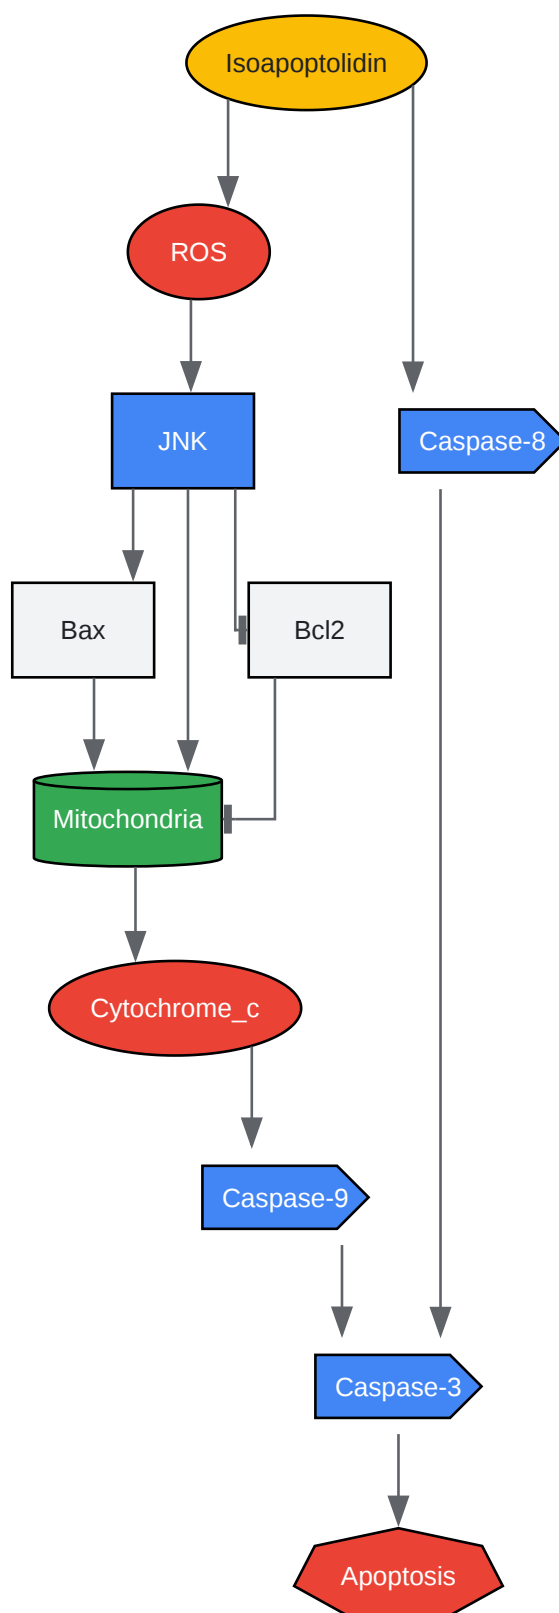 Isoapoptolidin
ROS
JNK
Caspase-8
Bax
Bcl2
Mitochondria
Cytochrome_c
Caspase-9
Caspase-3
Apoptosis